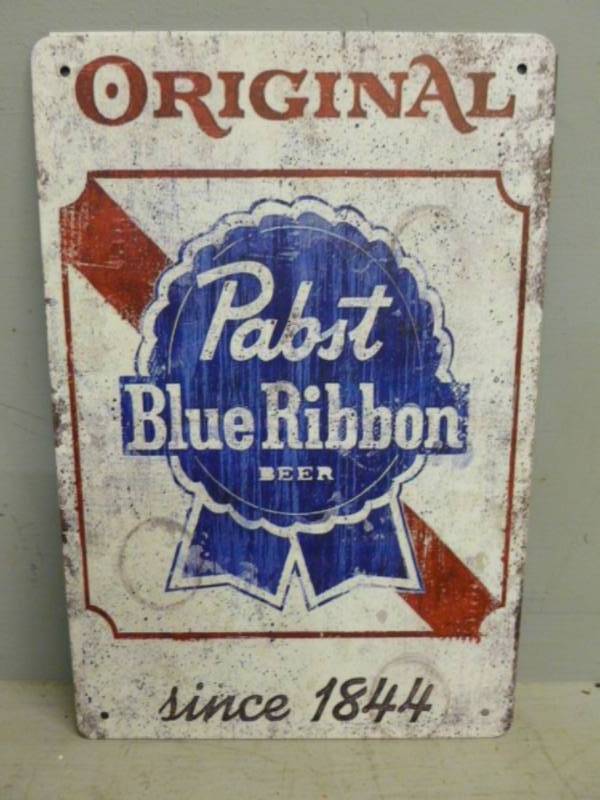 ORIGINAL
Pabst
Blue Ribbon
BEER
since 1844